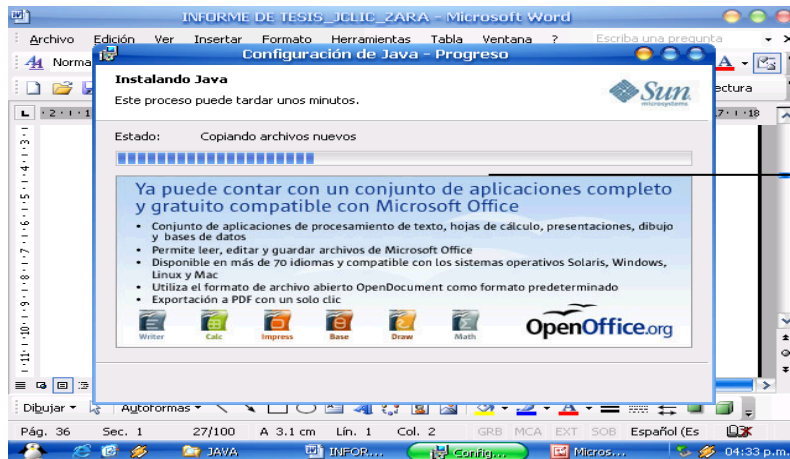 INFORME DE TESIS_JCLIC_ZARA - Microsoft Word
Archivo Edición Ver Insertar Formato Herramientas Tabla Ventana ? Escriba una pregunta
Configuración de Java - Progreso
Norma
ectura
Instalando Java
Este proceso puede tardar unos minutos.
Sun
microsystems
Estado: Copiando archivos nuevos
Ya puede contar con un conjunto de aplicaciones completo
y gratuito compatible con Microsoft Office
• Conjunto de aplicaciones de procesamiento de texto, hojas de cálculo, presentaciones, dibujo
y bases de datos
• Permite leer, editar y guardar archivos de Microsoft Office
• Disponible en más de 70 idiomas y compatible con los sistemas operativos Solaris, Windows,
Linux y Mac
• Utiliza el formato de archivo abierto OpenDocument como formato predeterminado
• Exportación a PDF con un solo clic
Writer Calc Impress Base Draw Math
OpenOffice.org
Dibujar Autoformas
Pág. 36 Sec. 1 27/100 A 3.1 cm Lín. 1 Col. 2 GRB MCA EXT SOB Español (Es
JAVA INFOR... Config... Micros... 04:33 p.m.